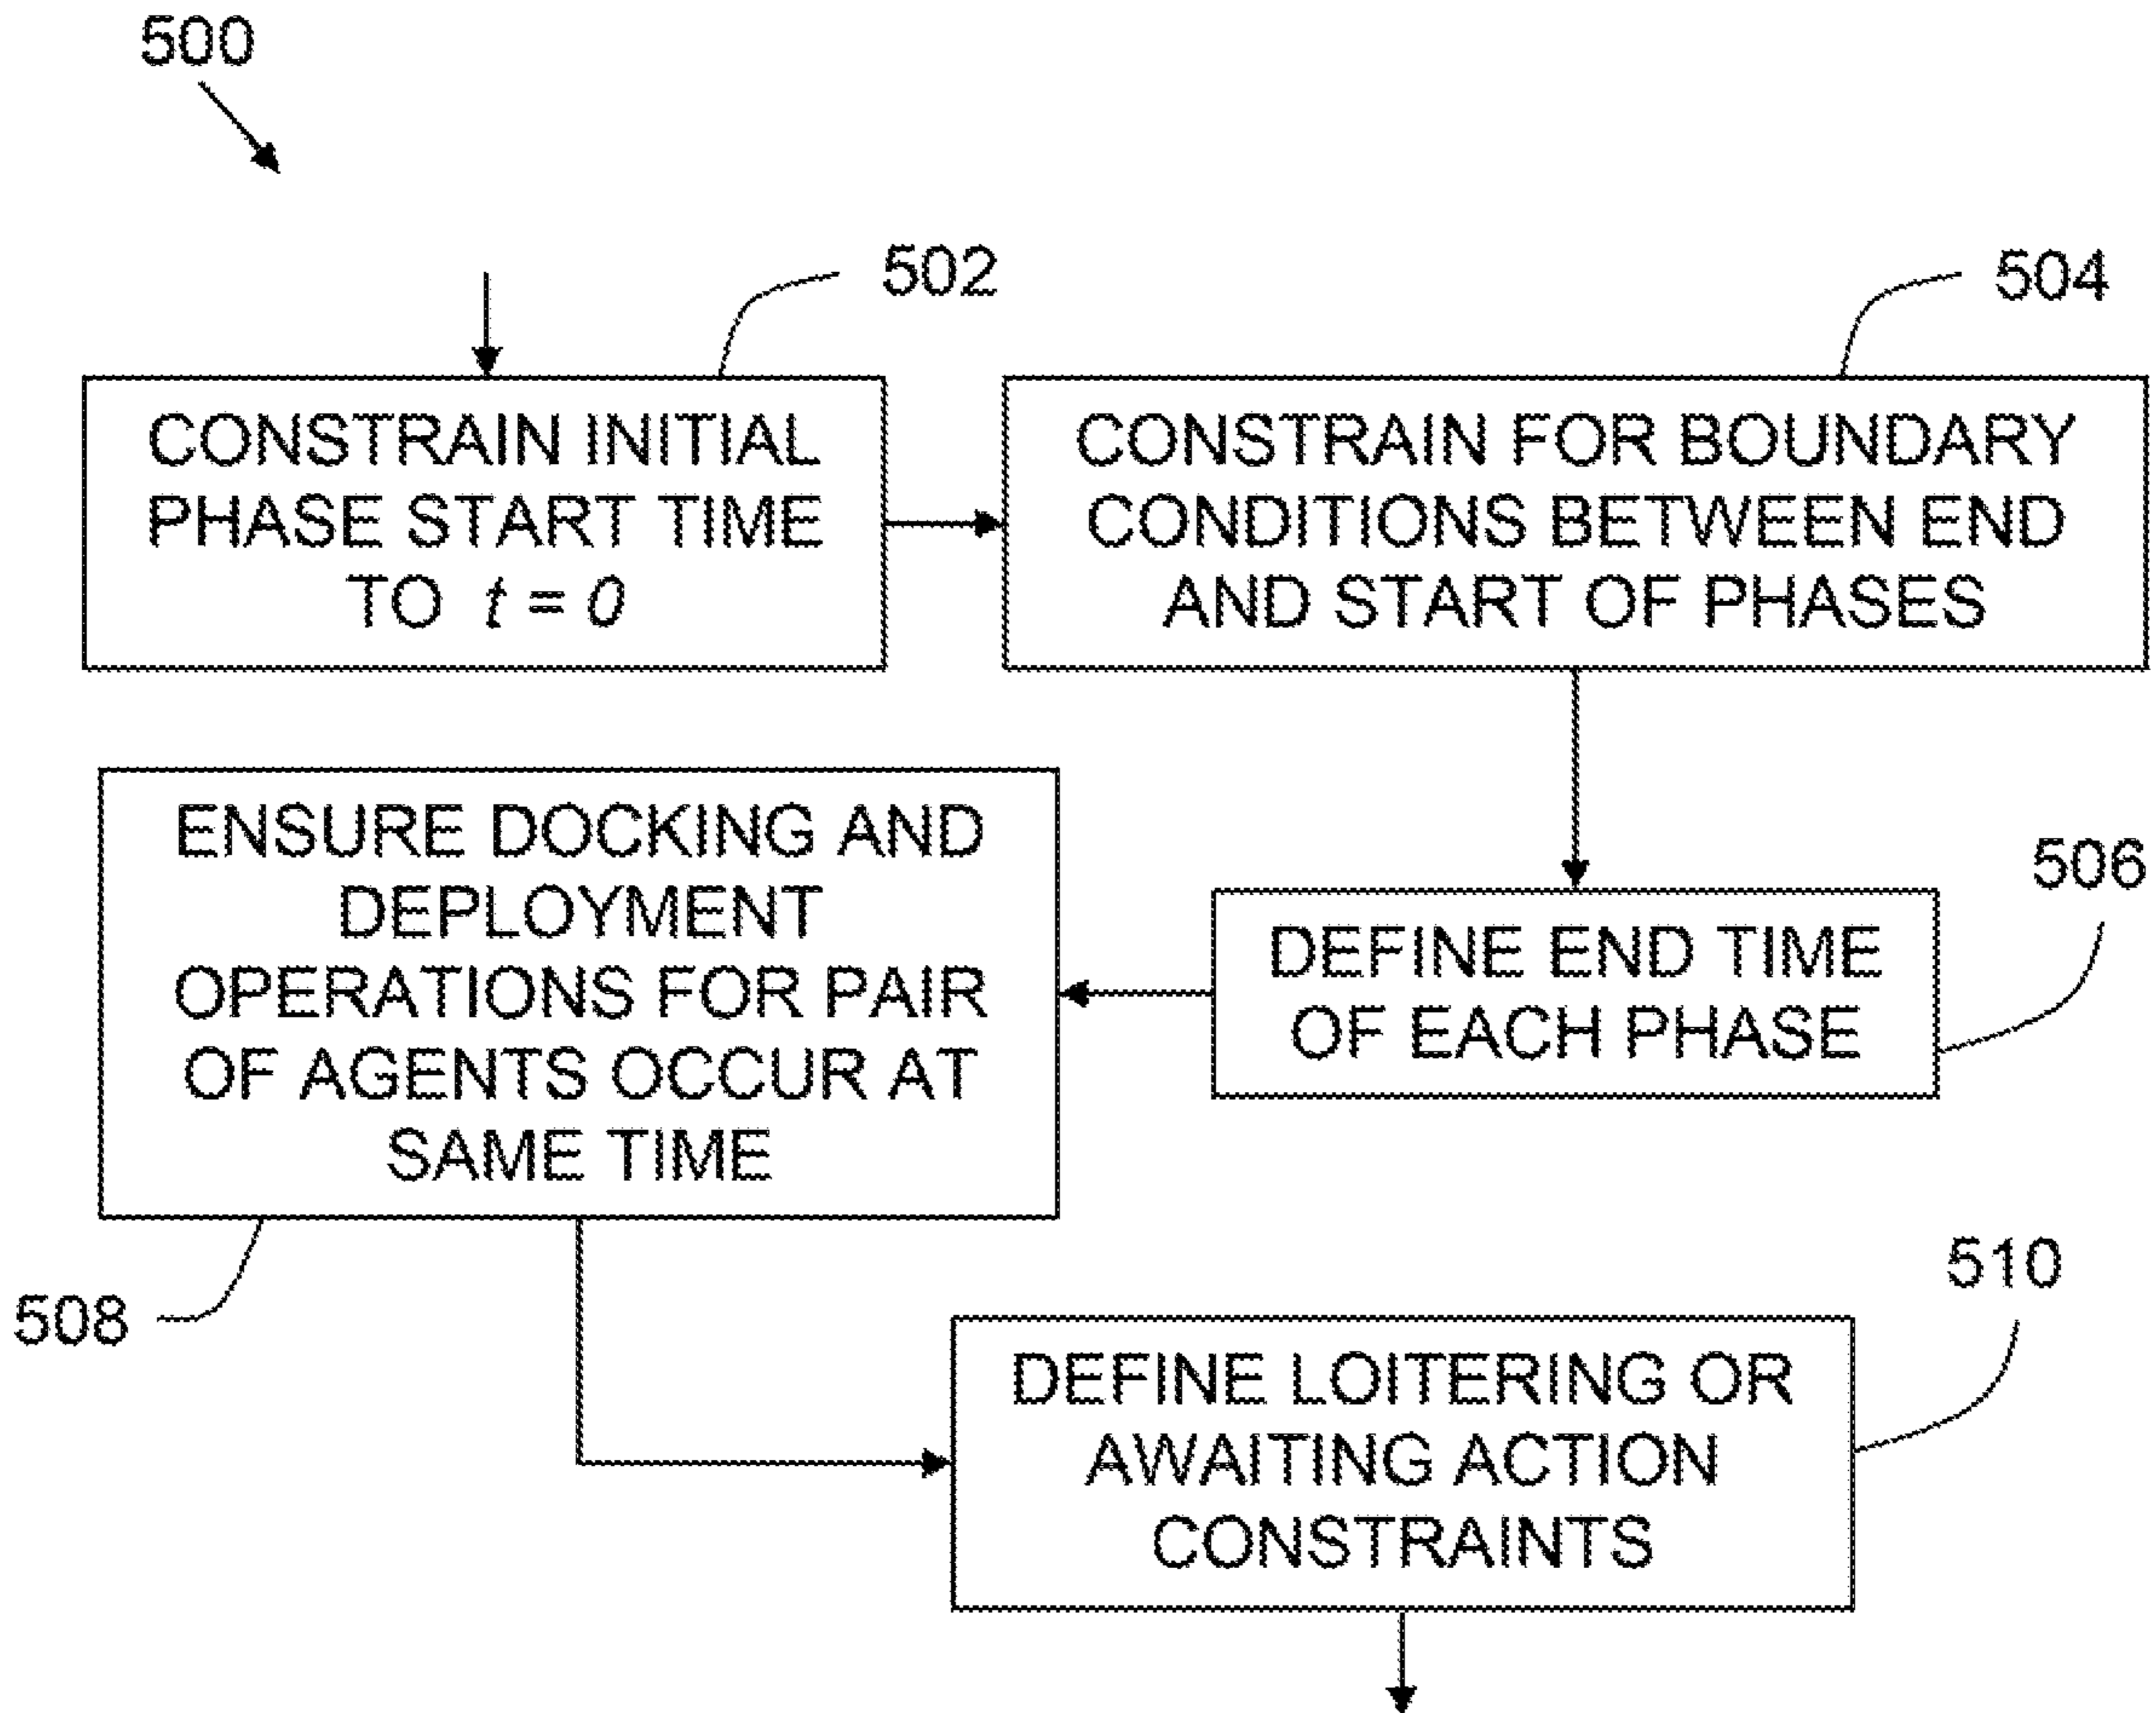 500
502
504
CONSTRAIN INITIAL
PHASE START TIME
TO t = 0
CONSTRAIN FOR BOUNDARY
CONDITIONS BETWEEN END
AND START OF PHASES
506
DEFINE END TIME
OF EACH PHASE
ENSURE DOCKING AND
DEPLOYMENT
OPERATIONS FOR PAIR
OF AGENTS OCCUR AT
SAME TIME
508
510
DEFINE LOITERING OR
AWAITING ACTION
CONSTRAINTS